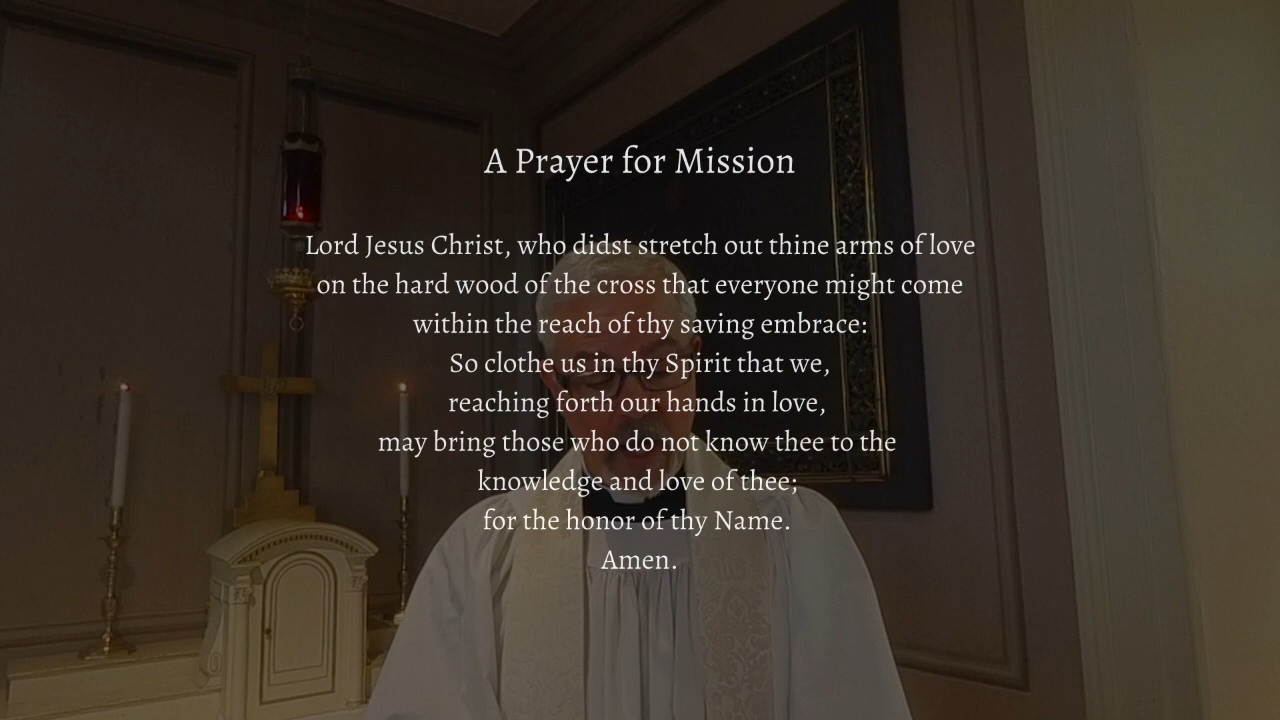 A Prayer for Mission
Lord Jesus Christ, who didst stretch out thine arms of love
on the hard wood of the cross that everyone might come
within the reach of thy saving embrace:
So clothe us in thy Spirit that we,
reaching forth our hands in love,
may bring those who do not know thee to the
knowledge and love of thee;
for the honor of thy Name.
Amen.